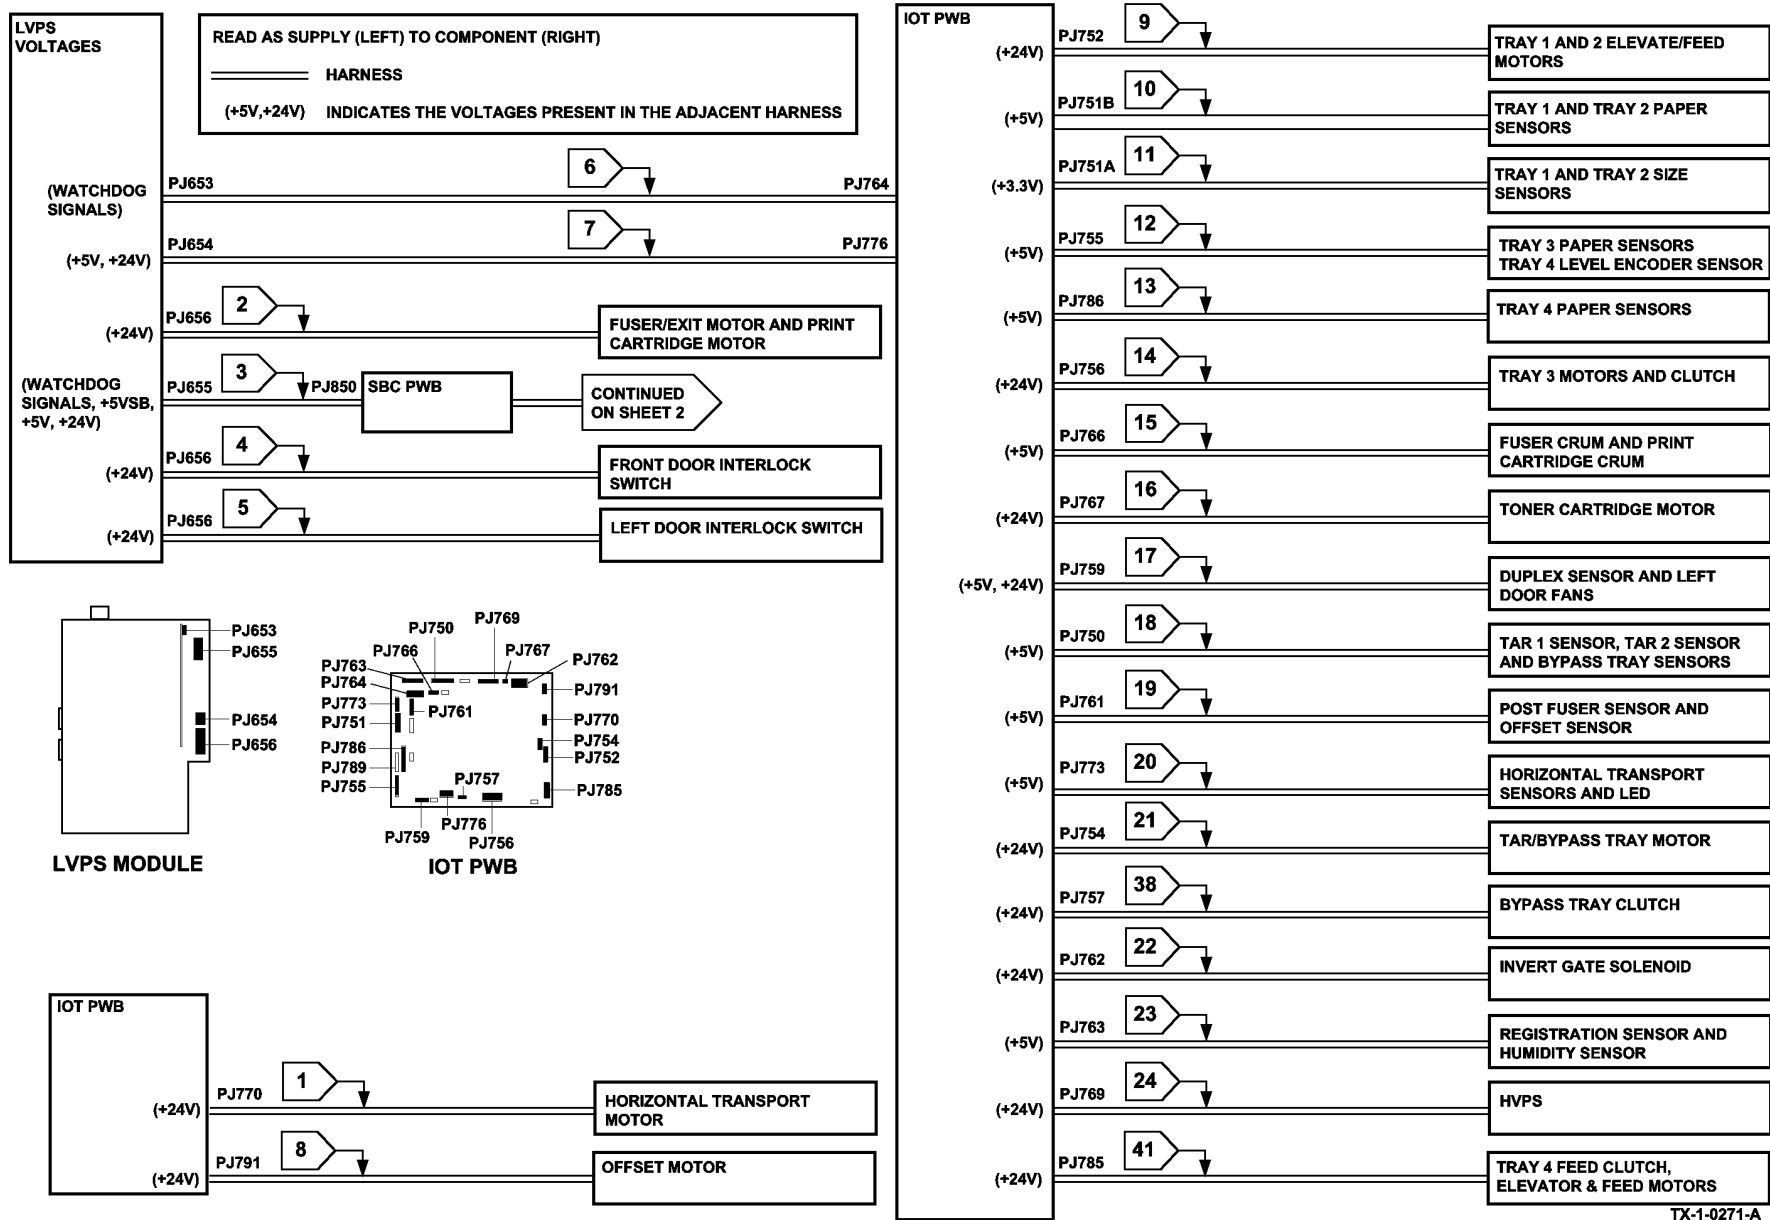 LVPS
VOLTAGES
READ AS SUPPLY (LEFT) TO COMPONENT (RIGHT)
HARNESS
(+5V,+24V) INDICATES THE VOLTAGES PRESENT IN THE ADJACENT HARNESS
(WATCHDOG
SIGNALS)
PJ653
6
PJ764
(+5V, +24V)
PJ654
7
PJ776
(+24V)
PJ656
2
FUSER/EXIT MOTOR AND PRINT
CARTRIDGE MOTOR
(WATCHDOG
SIGNALS, +5VSB,
+5V, +24V)
PJ655
3
PJ850
SBC PWB
CONTINUED
ON SHEET 2
(+24V)
PJ656
4
FRONT DOOR INTERLOCK
SWITCH
(+24V)
PJ656
5
LEFT DOOR INTERLOCK SWITCH
PJ653
PJ655
PJ654
PJ656
LVPS MODULE
PJ769
PJ750
PJ766
PJ767
PJ762
PJ763
PJ764
PJ791
PJ773
PJ761
PJ751
PJ770
PJ754
PJ786
PJ752
PJ789
PJ757
PJ755
PJ785
PJ776
PJ759
PJ756
IOT PWB
IOT PWB
(+24V)
PJ770
1
HORIZONTAL TRANSPORT
MOTOR
(+24V)
PJ791
8
OFFSET MOTOR
IOT PWB
(+24V)
PJ752
9
TRAY 1 AND 2 ELEVATE/FEED
MOTORS
(+5V)
PJ751B
10
TRAY 1 AND TRAY 2 PAPER
SENSORS
(+3.3V)
PJ751A
11
TRAY 1 AND TRAY 2 SIZE
SENSORS
(+5V)
PJ755
12
TRAY 3 PAPER SENSORS
TRAY 4 LEVEL ENCODER SENSOR
(+5V)
PJ786
13
TRAY 4 PAPER SENSORS
(+24V)
PJ756
14
TRAY 3 MOTORS AND CLUTCH
(+5V)
PJ766
15
FUSER CRUM AND PRINT
CARTRIDGE CRUM
(+24V)
PJ767
16
TONER CARTRIDGE MOTOR
(+5V, +24V)
PJ759
17
DUPLEX SENSOR AND LEFT
DOOR FANS
(+5V)
PJ750
18
TAR 1 SENSOR, TAR 2 SENSOR
AND BYPASS TRAY SENSORS
(+5V)
PJ761
19
POST FUSER SENSOR AND
OFFSET SENSOR
(+5V)
PJ773
20
HORIZONTAL TRANSPORT
SENSORS AND LED
(+24V)
PJ754
21
TAR/BYPASS TRAY MOTOR
(+24V)
PJ757
38
BYPASS TRAY CLUTCH
(+24V)
PJ762
22
INVERT GATE SOLENOID
(+5V)
PJ763
23
REGISTRATION SENSOR AND
HUMIDITY SENSOR
(+24V)
PJ769
24
HVPS
(+24V)
PJ785
41
TRAY 4 FEED CLUTCH,
ELEVATOR & FEED MOTORS
TX-1-0271-A